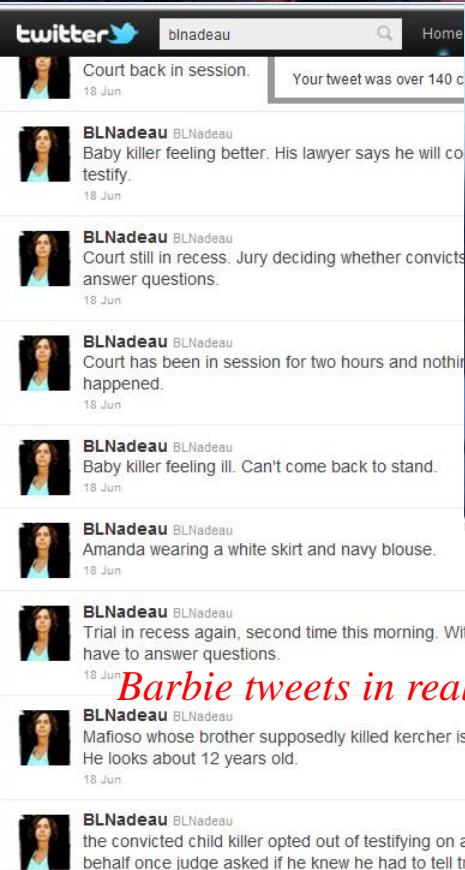 twitter
blnadeau
Home
Court back in session.
18 Jun
Your tweet was over 140 c
BLNadeau BLNadeau
Baby killer feeling better. His lawyer says he will co
testify.
18 Jun
BLNadeau BLNadeau
Court still in recess. Jury deciding whether convicts
answer questions.
18 Jun
BLNadeau BLNadeau
Court has been in session for two hours and nothin
happened.
18 Jun
BLNadeau BLNadeau
Baby killer feeling ill. Can't come back to stand.
18 Jun
BLNadeau BLNadeau
Amanda wearing a white skirt and navy blouse.
18 Jun
BLNadeau BLNadeau
Trial in recess again, second time this morning. Wit
have to answer questions.
18 Jun
Barbie tweets in real
BLNadeau BLNadeau
Mafioso whose brother supposedly killed kercher is
He looks about 12 years old.
18 Jun
BLNadeau BLNadeau
the convicted child killer opted out of testifying on a
behalf once judge asked if he knew he had to tell tr